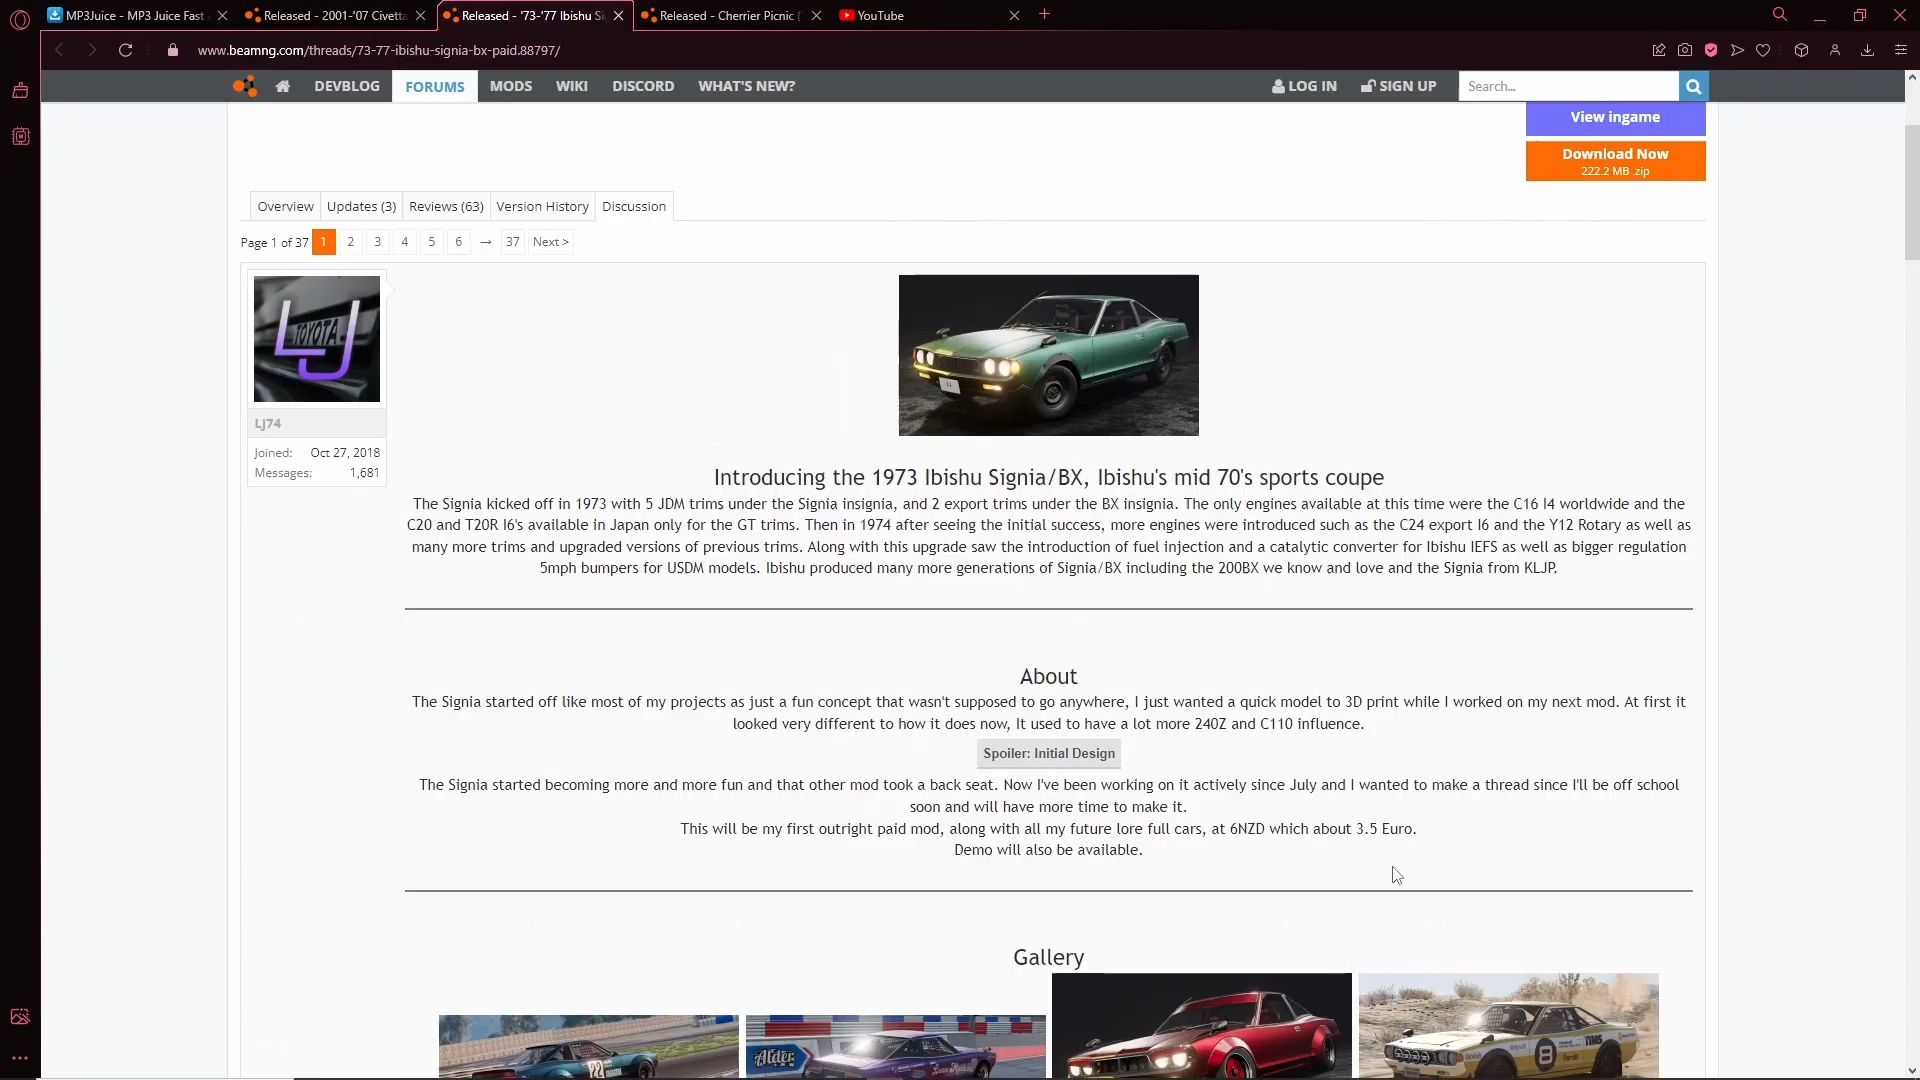 MP3Juice - MP3 Juice Fast
Released - 2001-'07 Civetta
Released - '73-'77 Ibishu Si
Released - Cherrier Picnic (
YouTube
www.beamng.com/threads/73-77-ibishu-signia-bx-paid.88797/
DEVBLOG FORUMS MODS WIKI DISCORD WHAT'S NEW? LOG IN SIGN UP Search...
View ingame
Download Now
222.2 MB .zip
Overview Updates (3) Reviews (63) Version History Discussion
Page 1 of 37 1 2 3 4 5 6 → 37 Next >
TOYOTA
LJ
LJ74
Joined: Oct 27, 2018
Messages: 1,681
Introducing the 1973 Ibishu Signia/BX, Ibishu's mid 70's sports coupe
The Signia kicked off in 1973 with 5 JDM trims under the Signia insignia, and 2 export trims under the BX insignia. The only engines available at this time were the C16 I4 worldwide and the
C20 and T20R I6's available in Japan only for the GT trims. Then in 1974 after seeing the initial success, more engines were introduced such as the C24 export I6 and the Y12 Rotary as well as
many more trims and upgraded versions of previous trims. Along with this upgrade saw the introduction of fuel injection and a catalytic converter for Ibishu IEFS as well as bigger regulation
5mph bumpers for USDM models. Ibishu produced many more generations of Signia/BX including the 200BX we know and love and the Signia from KLJP.
About
The Signia started off like most of my projects as just a fun concept that wasn't supposed to go anywhere, I just wanted a quick model to 3D print while I worked on my next mod. At first it
looked very different to how it does now, It used to have a lot more 240Z and C110 influence.
Spoiler: Initial Design
The Signia started becoming more and more fun and that other mod took a back seat. Now I've been working on it actively since July and I wanted to make a thread since I'll be off school
soon and will have more time to make it.
This will be my first outright paid mod, along with all my future lore full cars, at 6NZD which about 3.5 Euro.
Demo will also be available.
Gallery
Alder
22
8